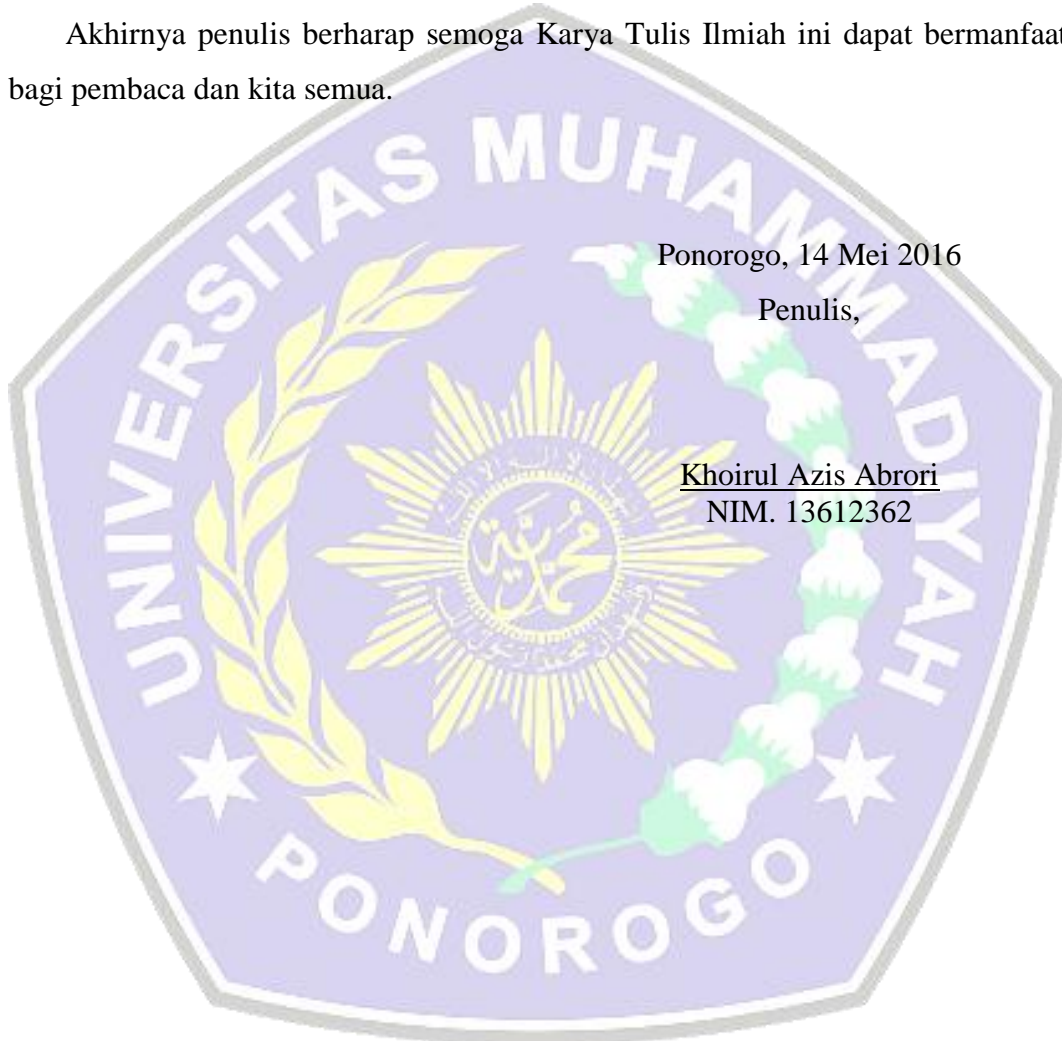 Akhirnya penulis berharap semoga Karya Tulis Ilmiah ini dapat bermanfaat
bagi pembaca dan kita semua.
UNIVERSITAS MUHAMMADIYAH
Ponorogo, 14 Mei 2016
Penulis,
Khoirul Azis Abrori
NIM. 13612362
محمدية
PONOROGO